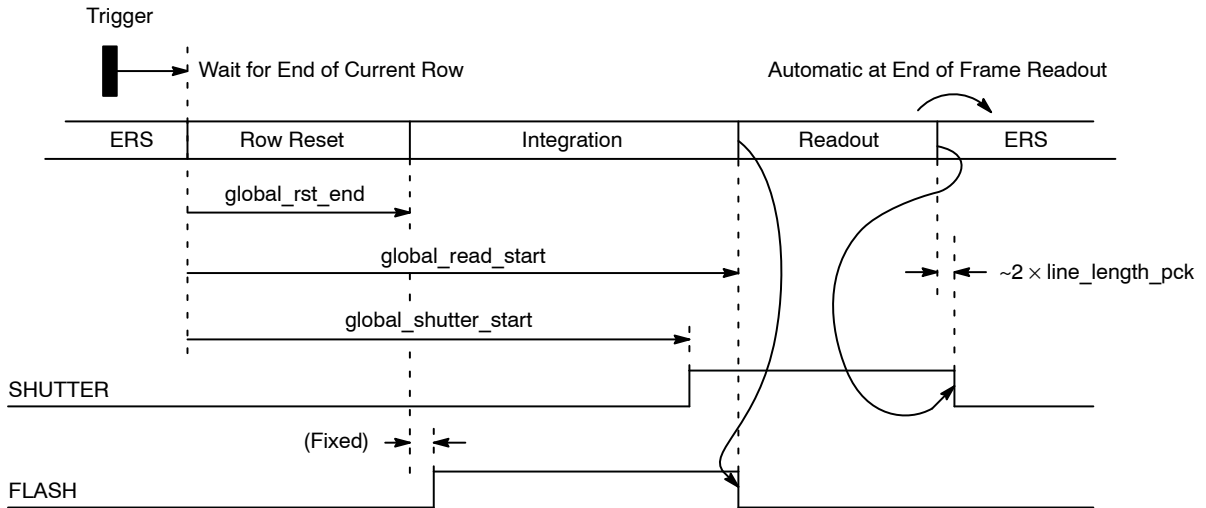 Trigger
Wait for End of Current Row
Automatic at End of Frame Readout
ERS
Row Reset
Integration
Readout
ERS
global_rst_end
global_read_start
~2 × line_length_pck
global_shutter_start
SHUTTER
(Fixed)
FLASH